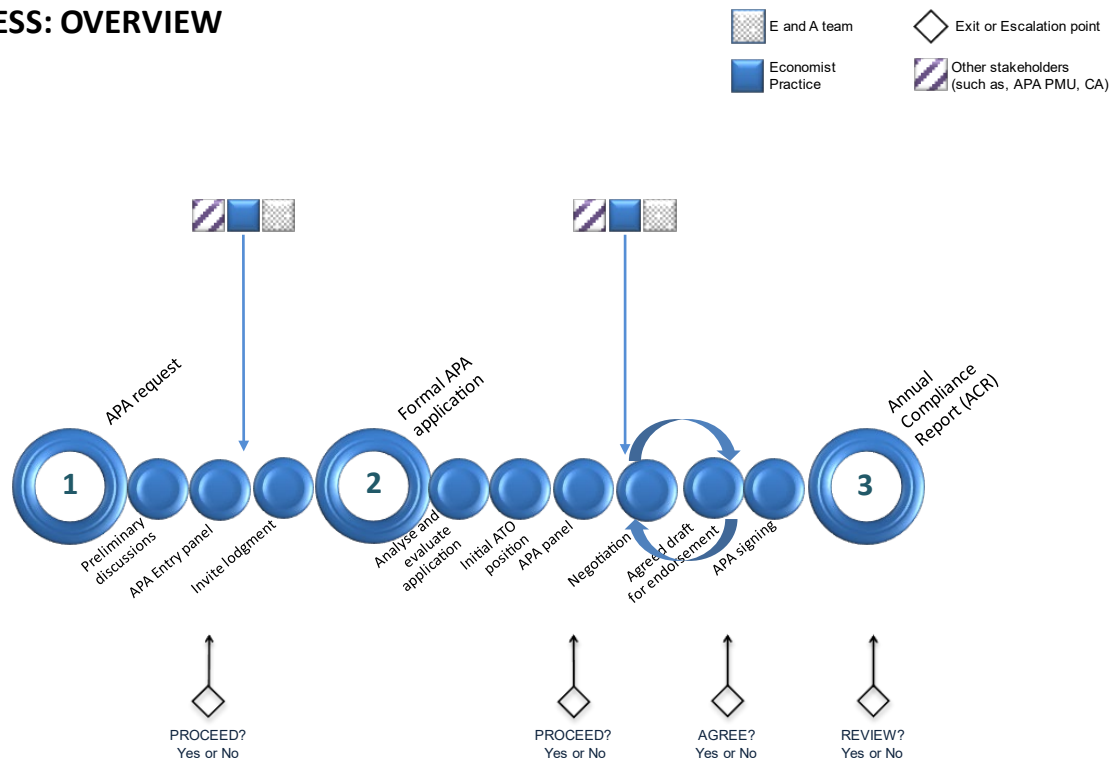 ESS: OVERVIEW
E and A team
Exit or Escalation point
Economist
Practice
Other stakeholders
(such as, APA PMU, CA)
APA request
Formal APA
application
Annual
Compliance
Report (ACR)
1
2
3
Preliminary
discussions
APA Entry panel
Invite lodgment
Analyse and
evaluate
application
Initial ATO
position
APA panel
Negotiation
Agreed draft
for endorsement
APA signing
PROCEED?
Yes or No
PROCEED?
Yes or No
AGREE?
Yes or No
REVIEW?
Yes or No